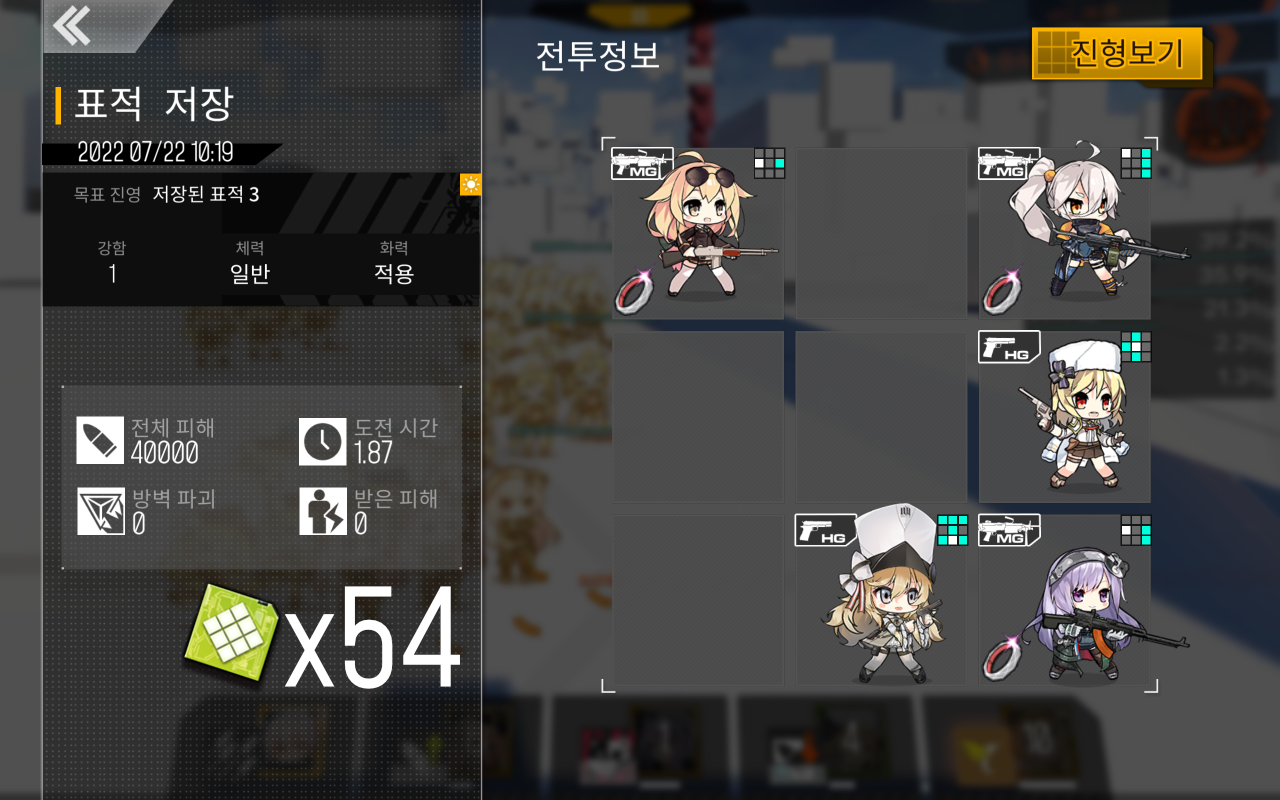 전투정보
진형보기
표적 저장
2022 07/22 10:19
목표 진영 저장된 표적 3
강함 체력 화력
1 일반 적용
전체 피해 도전 시간
40000 1.87
방벽 파괴 받은 피해
0 0
x54
MG
MG
HG
HG
MG